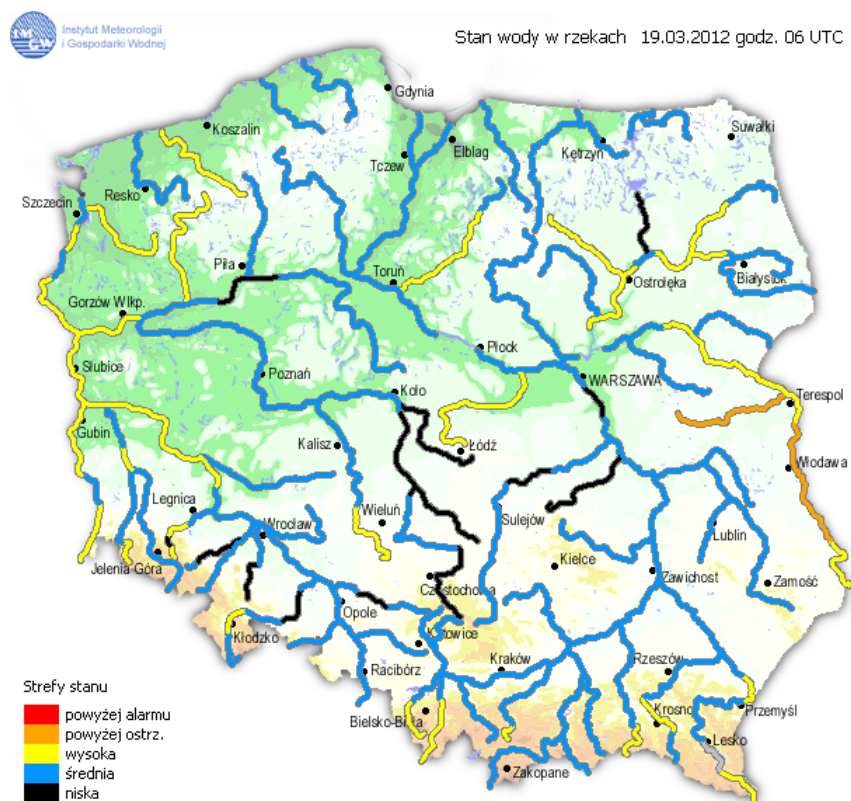 IMGW
Instytut Meteorologii
i Gospodarki Wodnej
Stan wody w rzekach 19.03.2012 godz. 06 UTC
Gdynia
Koszalin
Suwałki
Elbląg
Kętrzyn
Tczew
Resko
Szczecin
Piła
Toruń
Białystok
Ostrołęka
Gorzów Wlkp.
Płock
Słubice
Poznań
WARSZAWA
Koło
Terespol
Gubin
Kalisz
Łódź
Włodawa
Legnica
Wieluń
Sulejów
Wrocław
Lublin
Jelenia Góra
Kielce
Częstochowa
Zawichost
Zamość
Opole
Kłodzko
Katowice
Kraków
Rzeszów
Racibórz
Strefy stanu
Bielsko-Biała
Krosno
Przemyśl
powyżej alarmu
powyżej ostrz.
Lesko
wysoka
Zakopane
średnia
niska